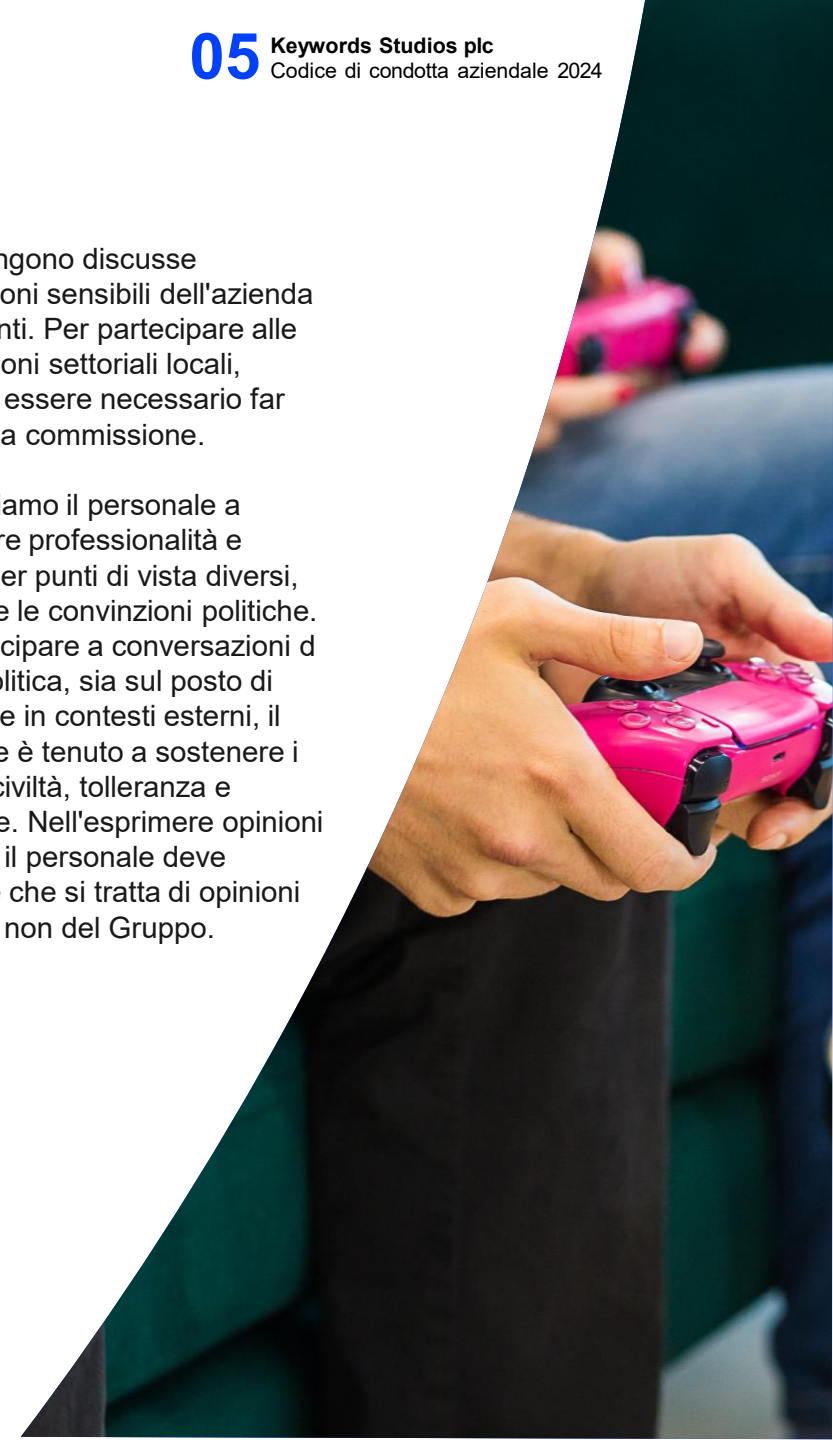 05
Keywords Studios plc
Codice di condotta aziendale 2024
ngono discusse
oni sensibili dell'azienda
nti. Per partecipare alle
oni settoriali locali,
essere necessario far
a commissione.
iamo il personale a
re professionalità e
er punti di vista diversi,
e le convinzioni politiche.
cipare a conversazioni d
olitica, sia sul posto di
e in contesti esterni, il
e è tenuto a sostenere i
civiltà, tolleranza e
e. Nell'esprimere opinioni
il personale deve
che si tratta di opinioni
non del Gruppo.